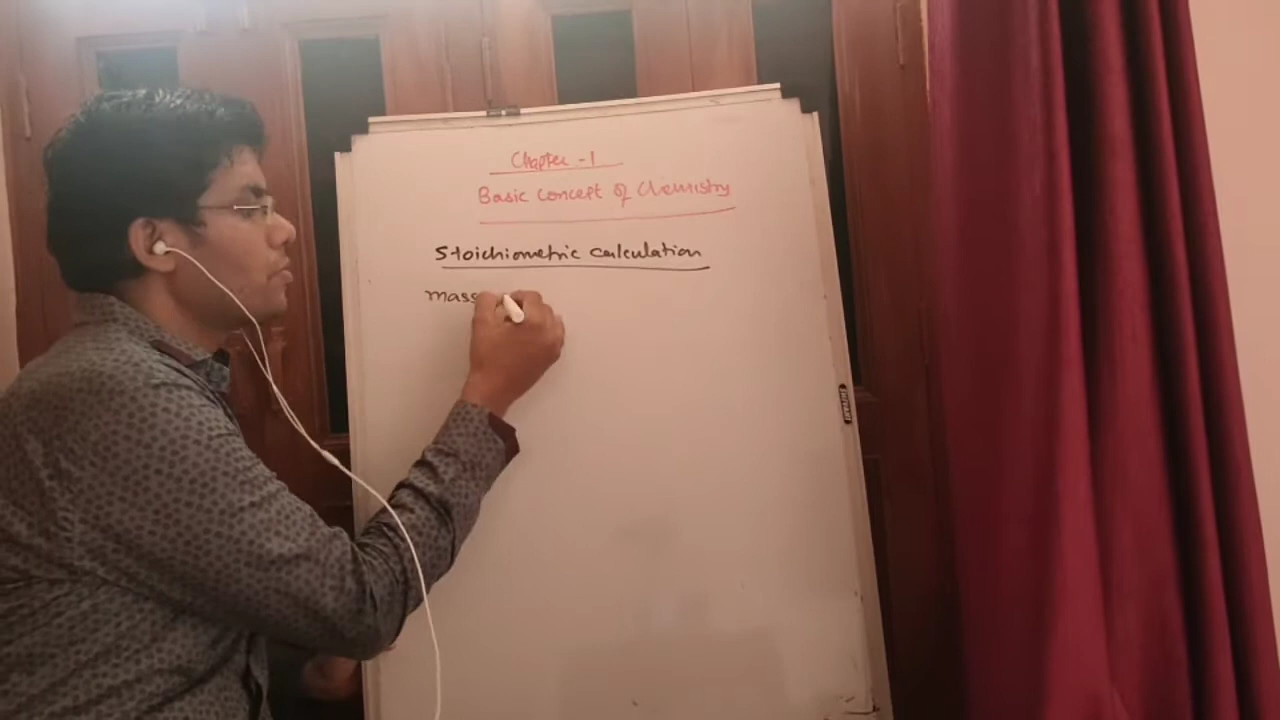 Chapter - 1
Basic Concept of Chemistry
Stoichiometric calculation
mass